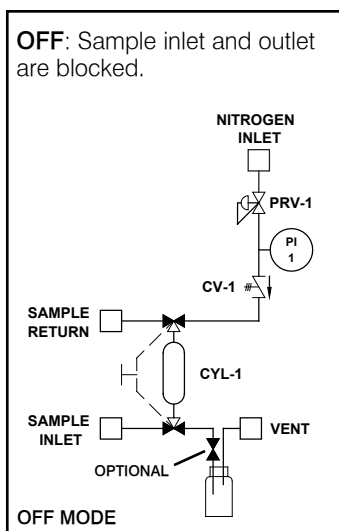 OFF: Sample inlet and outlet
are blocked.
NITROGEN
INLET
PRV-1
PI
1
CV-1
SAMPLE
RETURN
CYL-1
SAMPLE
INLET
VENT
OPTIONAL
OFF MODE